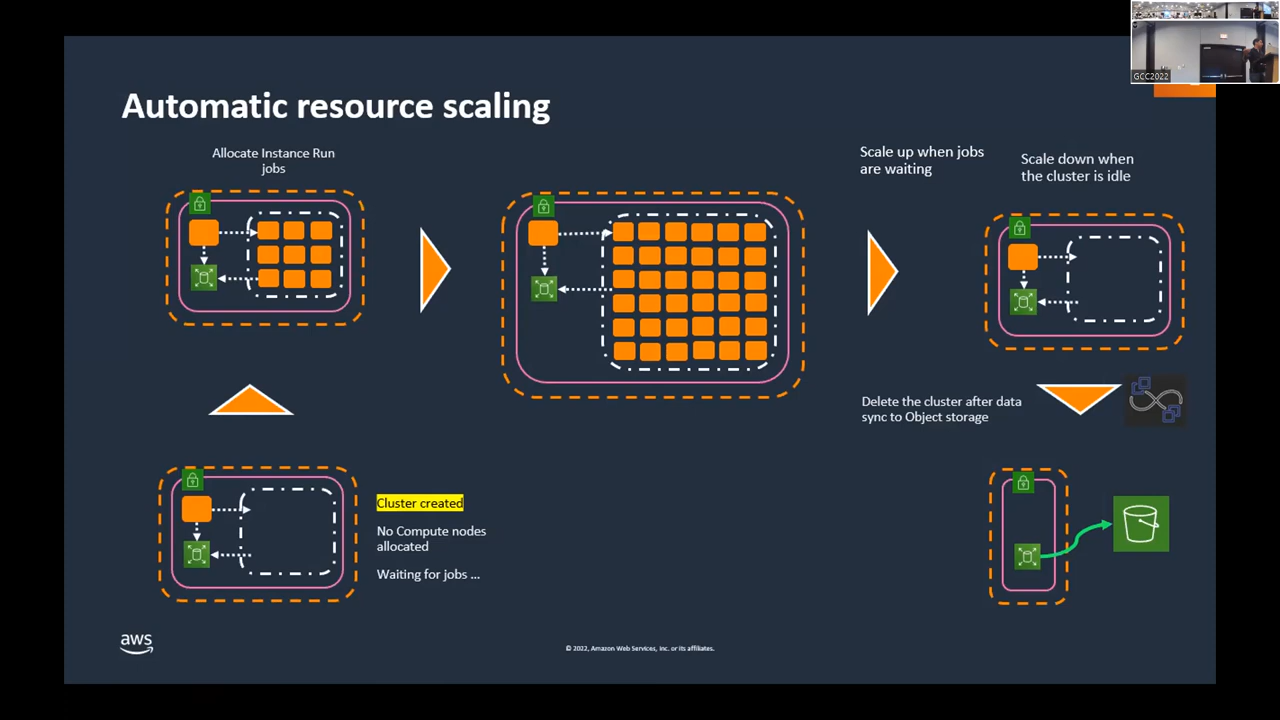 GCC2022
Automatic resource scaling
Allocate Instance Run
jobs
Scale up when jobs
are waiting
Scale down when
the cluster is idle
Delete the cluster after data
sync to Object storage
Cluster created
No Compute nodes
allocated
Waiting for jobs ...
aws
© 2022, Amazon Web Services, Inc. or its affiliates.